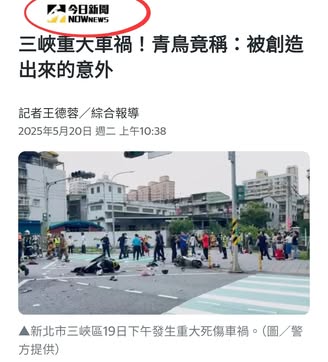 今日新聞
NOWNEWS
三峽重大車禍！青鳥竟稱：被創造
出來的意外
記者王德蓉／綜合報導
2025年5月20日 週二 上午10:38
▲新北市三峽區19日下午發生重大死傷車禍。（圖／警
方提供）